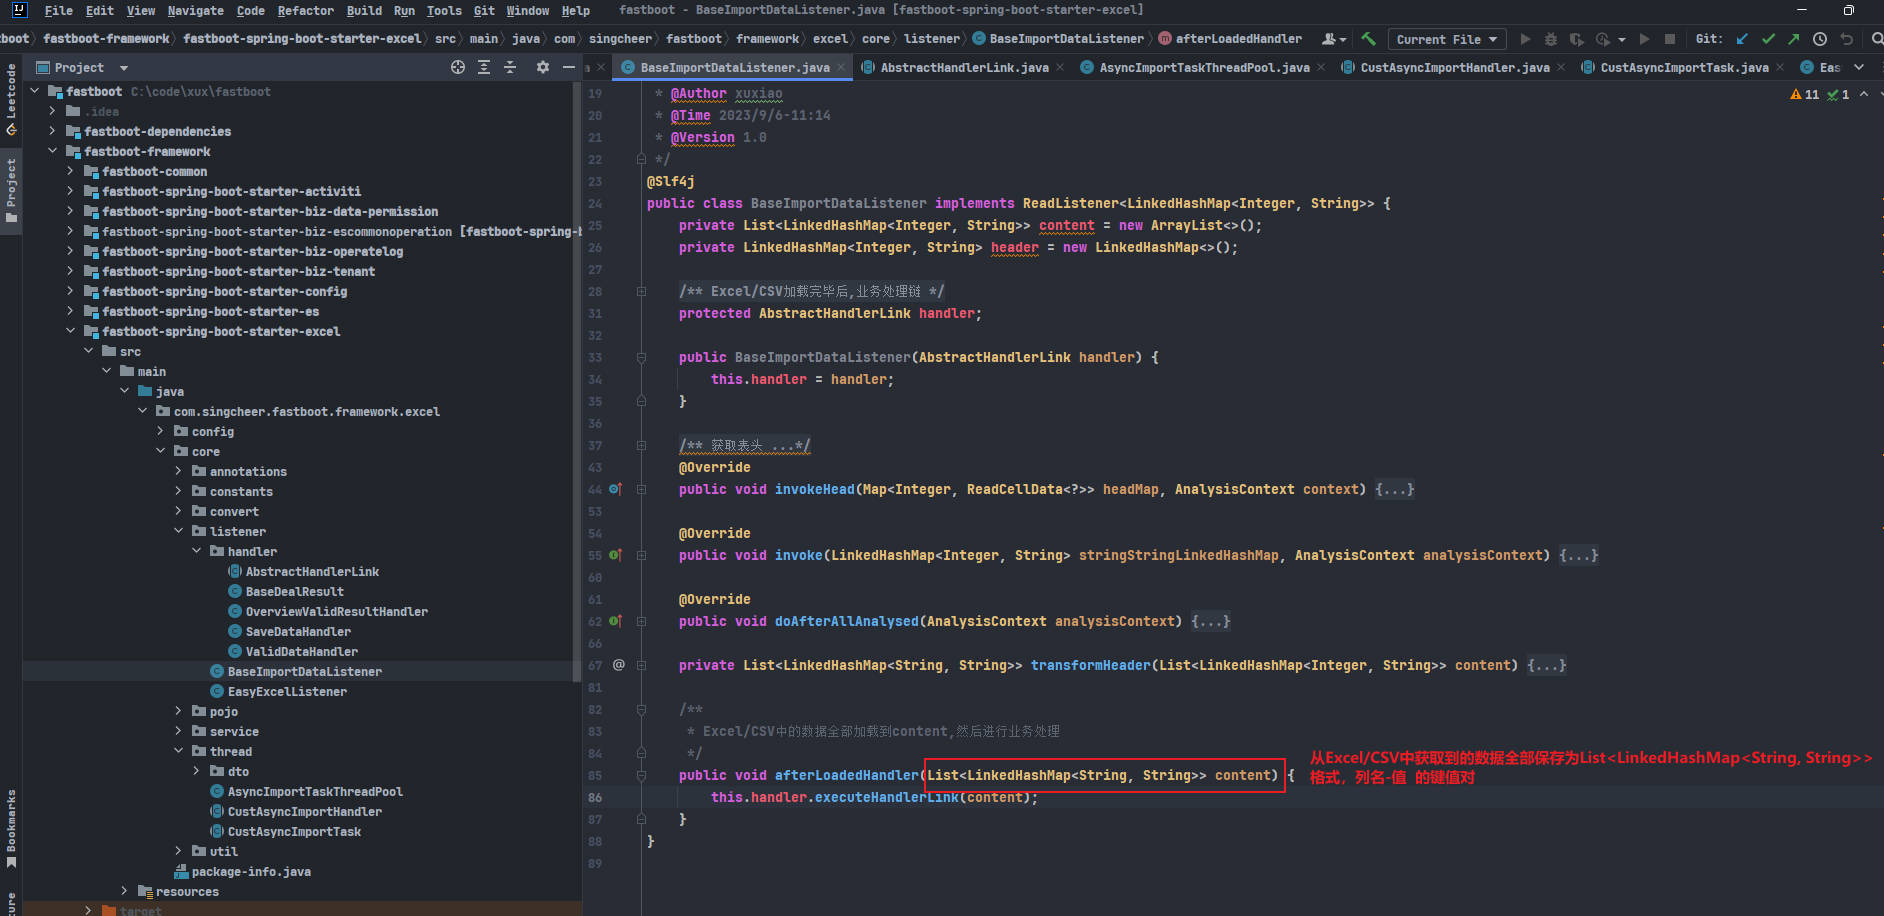 File Edit View Navigate Code Refactor Build Run Tools Git Window Help fastboot - BaseImportDataListener.java [fastboot-spring-boot-starter-excel]
boot〉fastboot-framework〉fastboot-spring-boot-starter-excel〉src〉main〉java〉com〉singcheer〉fastboot〉framework〉excel〉core〉listener〉BaseImportDataListener〉afterLoadedHandler Current File Git:
Project
BaseImportDataListener.java AbstractHandlerLink.java AsyncImportTaskThreadPool.java CustAsyncImportHandler.java CustAsyncImportTask.java Eas
Leetcode
Project
Bookmarks
fastboot C:\code\xux\fastboot
.idea
fastboot-dependencies
fastboot-framework
fastboot-common
fastboot-spring-boot-starter-activiti
fastboot-spring-boot-starter-biz-data-permission
fastboot-spring-boot-starter-biz-escommonoperation [fastboot-spring-b
fastboot-spring-boot-starter-biz-operatelog
fastboot-spring-boot-starter-biz-tenant
fastboot-spring-boot-starter-config
fastboot-spring-boot-starter-es
fastboot-spring-boot-starter-excel
src
main
java
com.singcheer.fastboot.framework.excel
config
core
annotations
constants
convert
listener
handler
AbstractHandlerLink
BaseDealResult
OverviewValidResultHandler
SaveDataHandler
ValidDataHandler
BaseImportDataListener
EasyExcelListener
pojo
service
thread
dto
AsyncImportTaskThreadPool
CustAsyncImportHandler
CustAsyncImportTask
util
package-info.java
resources
target
11 1
19 * @Author xuxiao
20 * @Time 2023/9/6-11:14
21 * @Version 1.0
22 */
23 @Slf4j
24 public class BaseImportDataListener implements ReadListener<LinkedHashMap<Integer, String>> {
25 private List<LinkedHashMap<Integer, String>> content = new ArrayList<>();
26 private LinkedHashMap<Integer, String> header = new LinkedHashMap<>();
27
28 /** Excel/CSV加载完毕后,业务处理链 */
31 protected AbstractHandlerLink handler;
32
33 public BaseImportDataListener(AbstractHandlerLink handler) {
34 this.handler = handler;
35 }
36
37 /** 获取表头 ...*/
43 @Override
44 public void invokeHead(Map<Integer, ReadCellData<?>> headMap, AnalysisContext context) {...}
53
54 @Override
55 public void invoke(LinkedHashMap<Integer, String> stringStringLinkedHashMap, AnalysisContext analysisContext) {...}
60
61 @Override
62 public void doAfterAllAnalysed(AnalysisContext analysisContext) {...}
66
67 private List<LinkedHashMap<String, String>> transformHeader(List<LinkedHashMap<Integer, String>> content) {...}
81
82 /**
83 * Excel/CSV中的数据全部加载到content,然后进行业务处理
84 */
85 public void afterLoadedHandler(List<LinkedHashMap<String, String>> content) {
86 this.handler.executeHandlerLink(content);
87 }
88 }
89
从Excel/CSV中获取到的数据全部保存为List<LinkedHashMap<String, String>>
格式，列名-值 的键值对